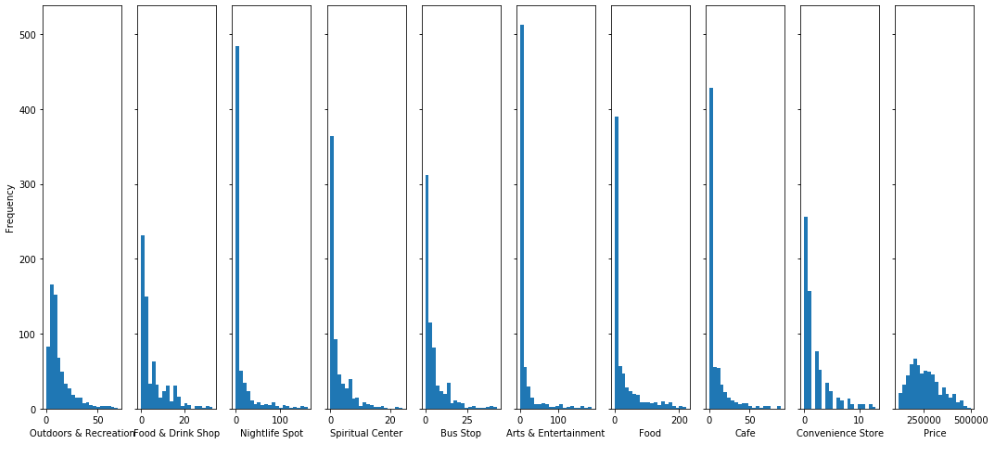 500
400
300
200
100
0
Frequency
0 50
Outdoors & Recreation
0 20
Food & Drink Shop
0 100
Nightlife Spot
0 20
Spiritual Center
0 25
Bus Stop
0 100
Arts & Entertainment
0 200
Food
0 50
Cafe
0 10
Convenience Store
250000 500000
Price